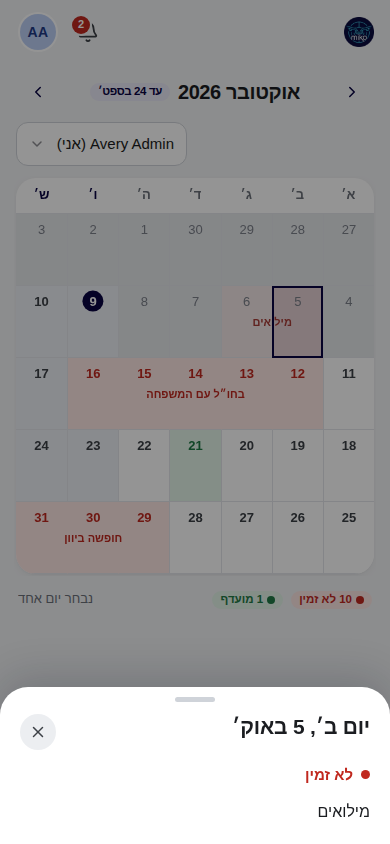 miko
2
AA
אוקטובר 2026
עד 24 בספט׳
Avery Admin (אני)
א׳ ב׳ ג׳ ד׳ ה׳ ו׳ ש׳
27 28 29 30 1 2 3
4 5 6 7 8 9 10
מילואים
11 12 13 14 15 16 17
בחו״ל עם המשפחה
18 19 20 21 22 23 24
25 26 27 28 29 30 31
חופשה ביוון
10 לא זמין
1 מועדף
נבחר יום אחד
יום ב׳, 5 באוק׳
לא זמין
מילואים